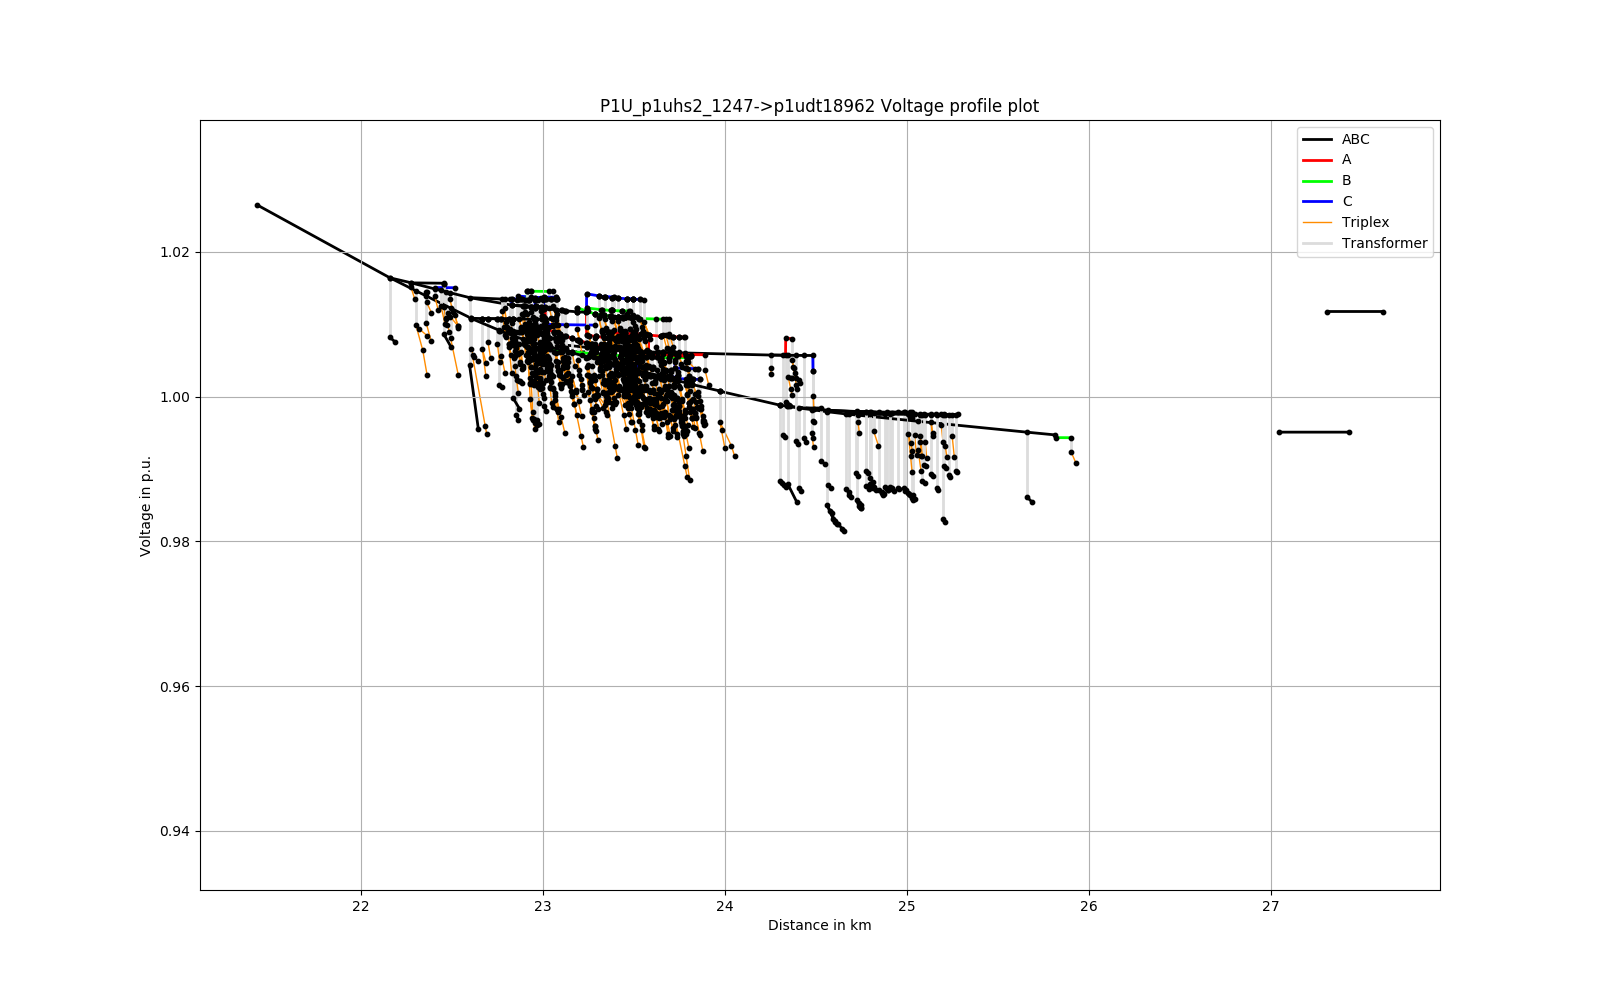 P1U_p1uhs2_1247->p1udt18962 Voltage profile plot
ABC
A
B
C
Triplex
Transformer
1.02
1.00
0.98
0.96
0.94
Voltage in p.u.
22 23 24 25 26 27
Distance in km